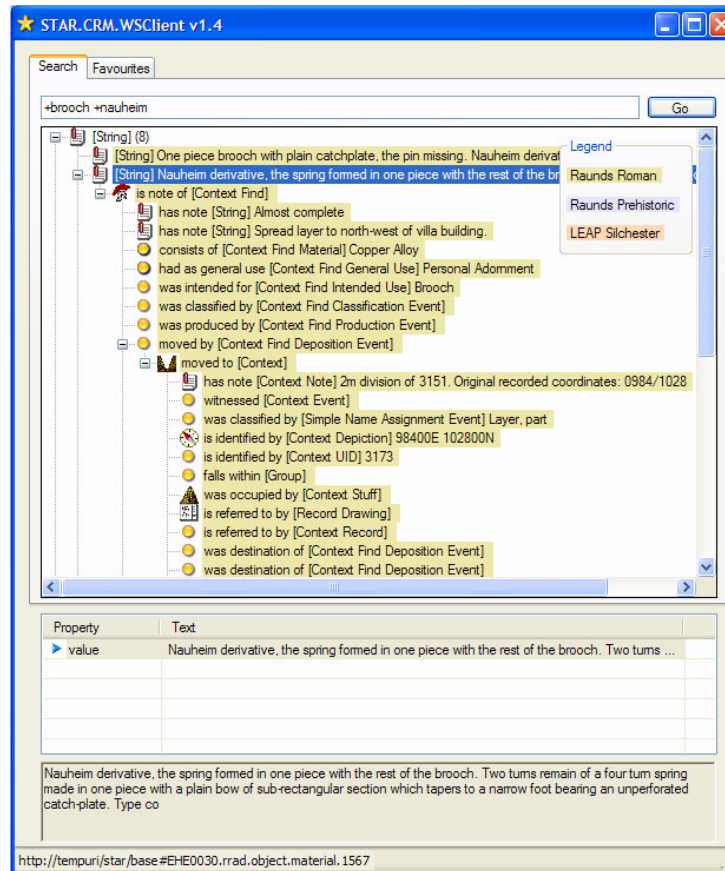 STAR.CRM.WSClient v1.4
Search Favourites
+brooch +nauheim Go
[String] (8)
[String] One piece brooch with plain catchplate, the pin missing. Nauheim derivat
[String] Nauheim derivative, the spring formed in one piece with the rest of the bro
is note of [Context Find]
has note [String] Almost complete
has note [String] Spread layer to north-west of villa building.
consists of [Context Find Material] Copper Alloy
had as general use [Context Find General Use] Personal Adornment
was intended for [Context Find Intended Use] Brooch
was classified by [Context Find Classification Event]
was produced by [Context Find Production Event]
moved by [Context Find Deposition Event]
moved to [Context]
has note [Context Note] 2m division of 3151. Original recorded coordinates: 0984/1028
witnessed [Context Event]
was classified by [Simple Name Assignment Event] Layer, part
is identified by [Context Depiction] 98400E 102800N
is identified by [Context UID] 3173
falls within [Group]
was occupied by [Context Stuff]
is referred to by [Record Drawing]
is referred to by [Context Record]
was destination of [Context Find Deposition Event]
was destination of [Context Find Deposition Event]
Legend
Raunds Roman
Raunds Prehistoric
LEAP Silchester
Property Text
value Nauheim derivative, the spring formed in one piece with the rest of the brooch. Two turns ...
Nauheim derivative, the spring formed in one piece with the rest of the brooch. Two turns remain of a four turn spring
made in one piece with a plain bow of sub-rectangular section which tapers to a narrow foot bearing an unperforated
catch-plate. Type co
http://tempuri/star/base#EHE0030.rrad.object.material.1567